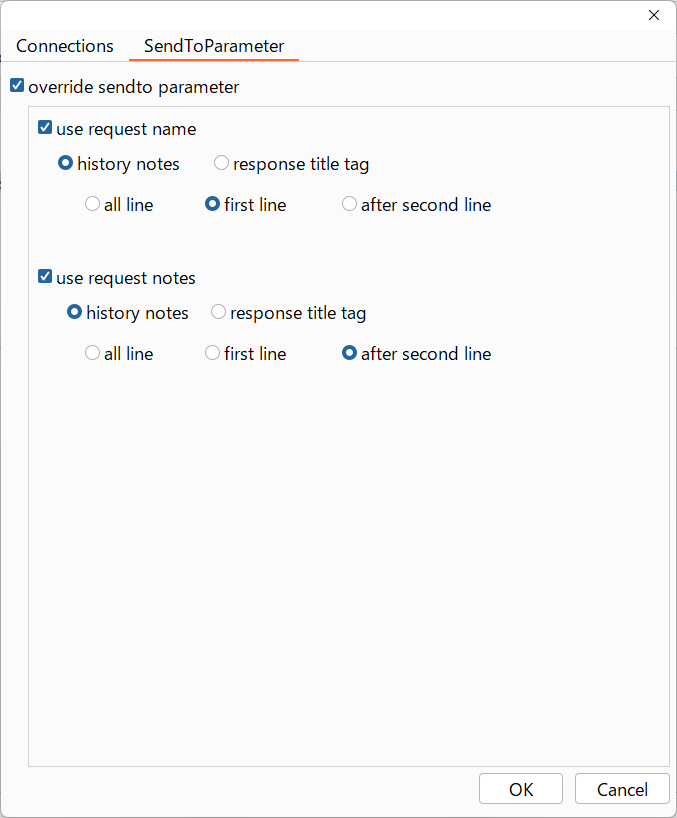 Connections SendToParameter
override sendto parameter
use request name
history notes response title tag
all line first line after second line
use request notes
history notes response title tag
all line first line after second line
OK Cancel